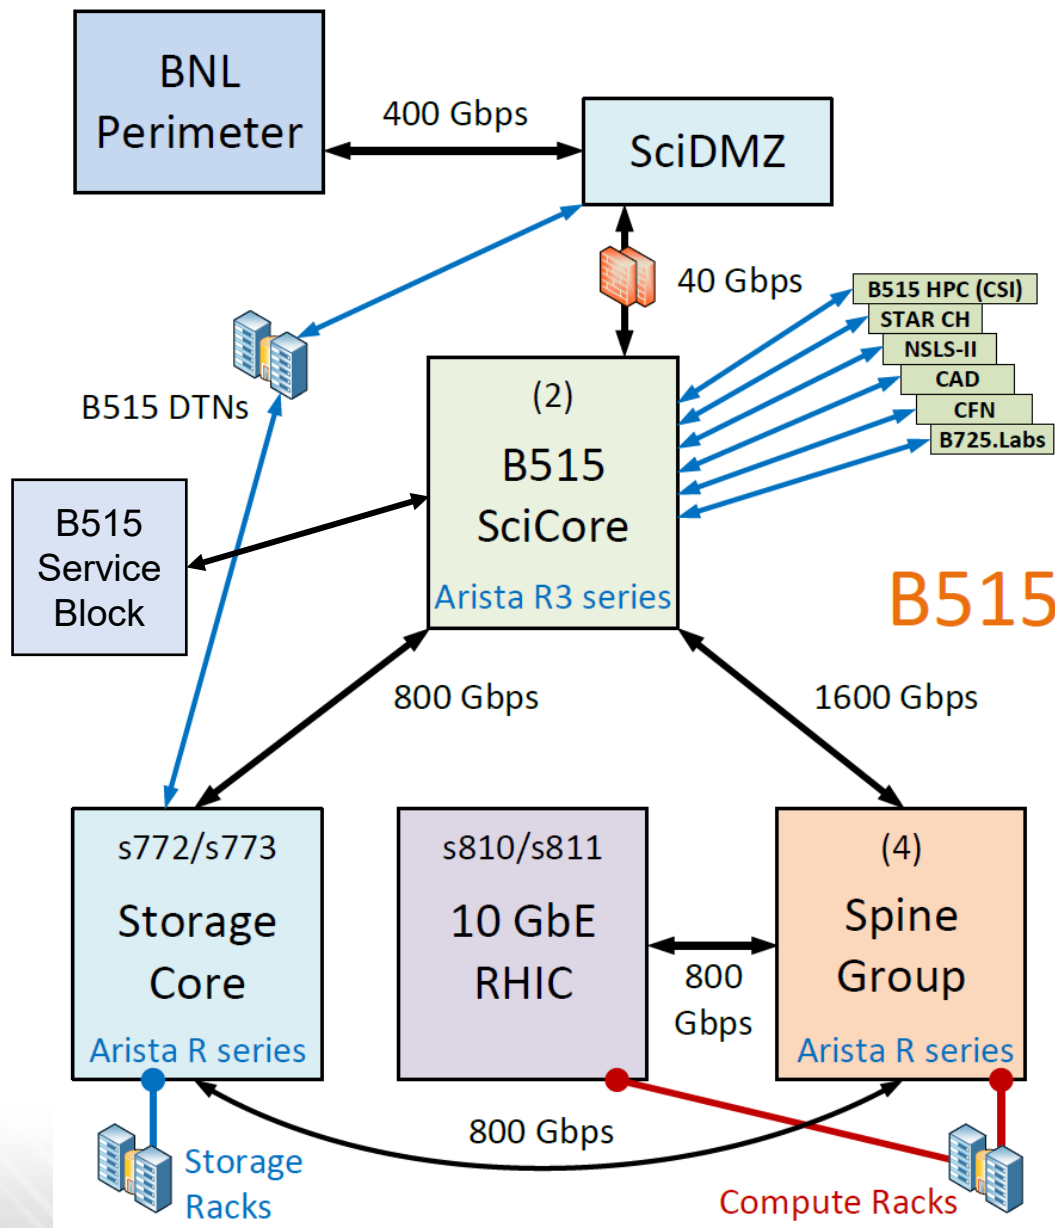 BNL
Perimeter
400 Gbps
SciDMZ
40 Gbps
B515 HPC (CSI)
STAR CH
NSLS-II
CAD
CFN
B725.Labs
B515 DTNs
(2)
B515
SciCore
Arista R3 series
B515
Service
Block
B515
800 Gbps
1600 Gbps
s772/s773
Storage
Core
Arista R series
s810/s811
10 GbE
RHIC
800
Gbps
(4)
Spine
Group
Arista R series
800 Gbps
Storage
Racks
Compute Racks